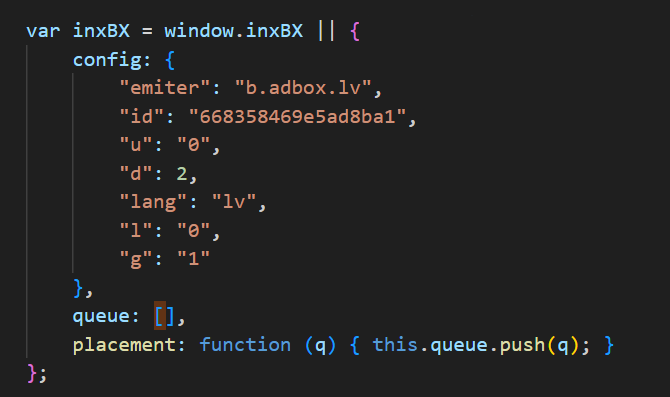 var inxBX = window.inxBX || {
    config: {
        "emiter": "b.adbox.lv",
        "id": "668358469e5ad8ba1",
        "u": "0",
        "d": 2,
        "lang": "lv",
        "l": "0",
        "g": "1"
    },
    queue: [],
    placement: function (q) { this.queue.push(q); }
};